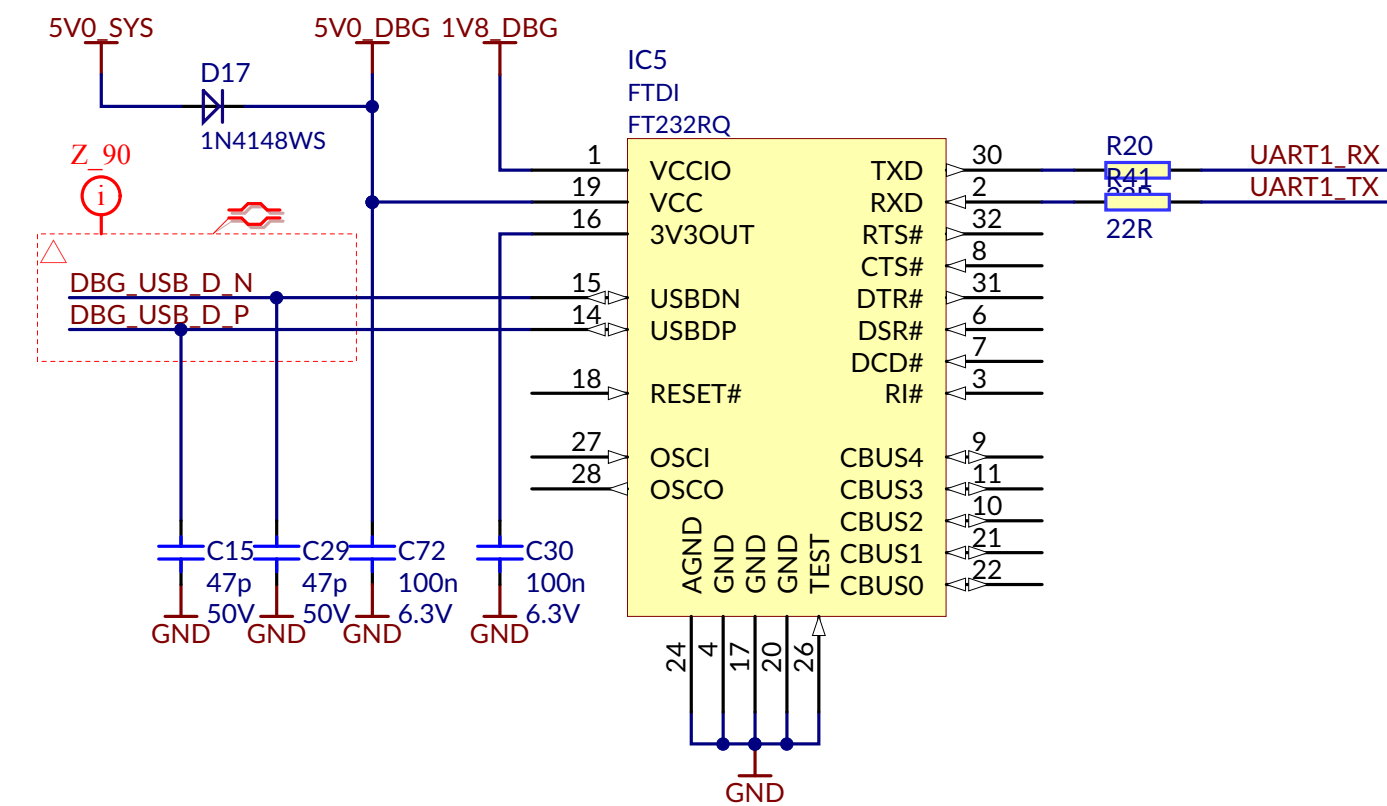 5V0_SYS
5V0_DBG
1V8_DBG
D17
1N4148WS
Z_90
i
DBG_USB_D_N
DBG_USB_D_P
IC5
FTDI
FT232RQ
1 VCCIO
19 VCC
16 3V3OUT
15 USBDN
14 USBDP
18 RESET#
27 OSCI
28 OSCO
TXD 30
RXD 2
RTS# 32
CTS# 8
DTR# 31
DSR# 6
DCD# 7
RI# 3
CBUS4 9
CBUS3 11
CBUS2 10
CBUS1 21
CBUS0 22
AGND
GND
GND
GND
TEST
24
4
17
20
26
GND
R20
R41
22R
UART1_RX
UART1_TX
C15
47p
50V
GND
C29
47p
50V
GND
C72
100n
6.3V
GND
C30
100n
6.3V
GND